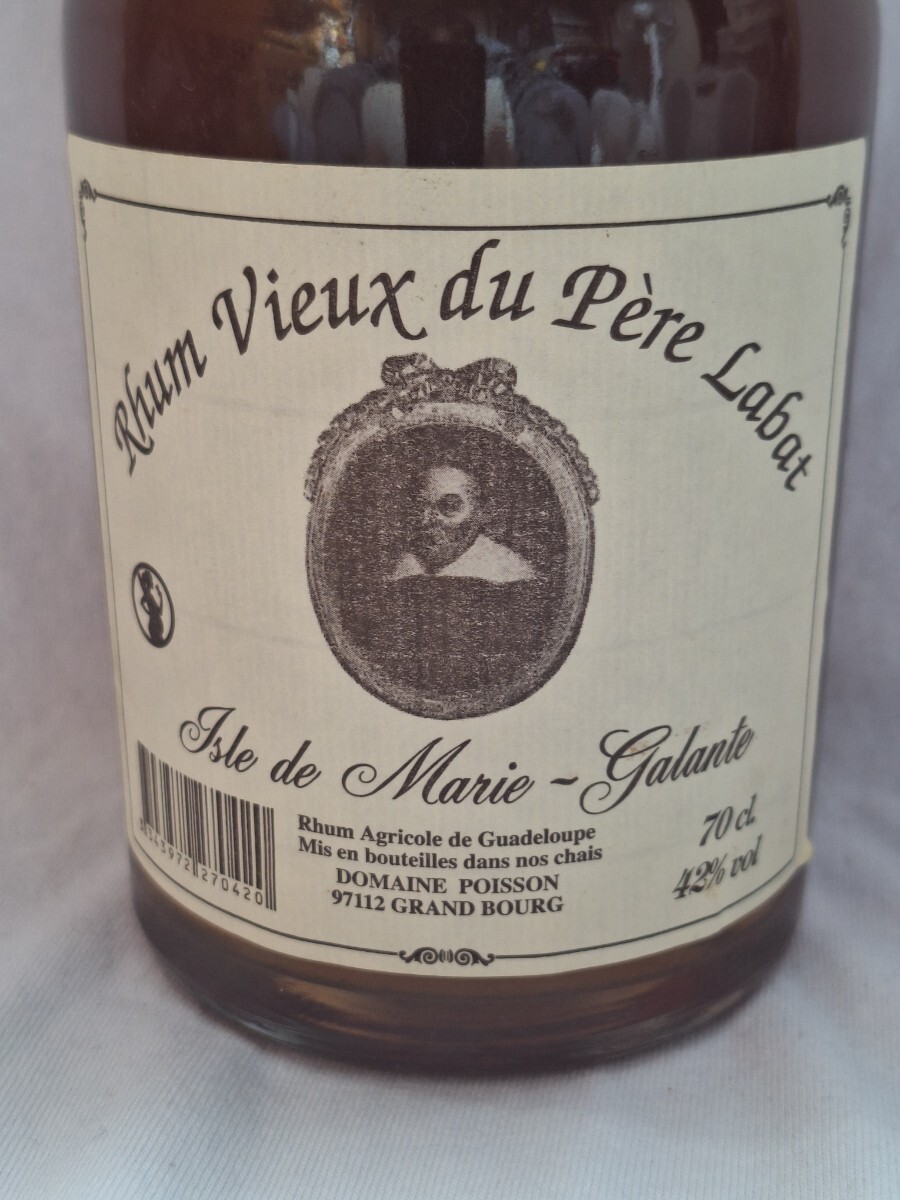 Rhum Vieux du Père Labat
Isle de Marie ~ Galante
Rhum Agricole de Guadeloupe
Mis en bouteilles dans nos chais
DOMAINE POISSON
97112 GRAND BOURG
70 cl.
42% vol
270420